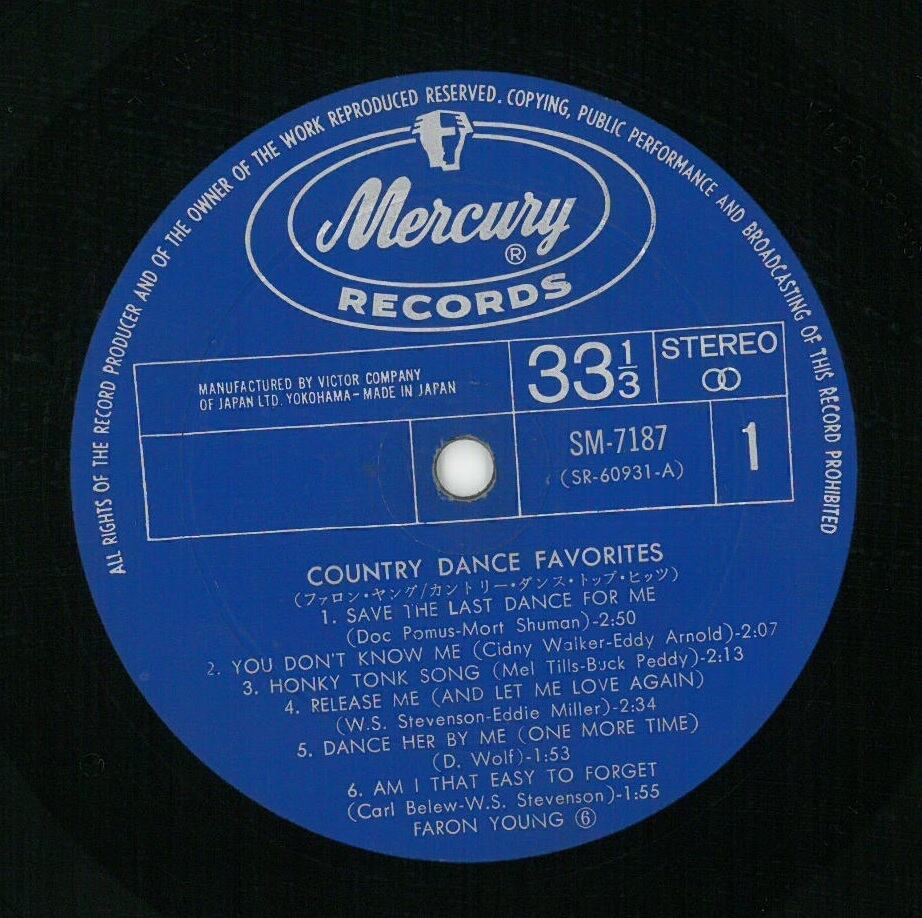 ALL RIGHTS OF THE RECORD PRODUCER AND OF THE OWNER OF THE WORK REPRODUCED RESERVED. COPYING, PUBLIC PERFORMANCE AND BROADCASTING OF THIS RECORD PROHIBITED
Mercury
®
RECORDS
MANUFACTURED BY VICTOR COMPANY
OF JAPAN LTD. YOKOHAMA-MADE IN JAPAN
33 1/3
STEREO
SM-7187
(SR-60931-A)
1
COUNTRY DANCE FAVORITES
(ファロン・ヤング/カントリー・ダンス・トップ・ヒッツ)
1. SAVE THE LAST DANCE FOR ME
(Doc Pomus-Mort Shuman)-2:50
2. YOU DON'T KNOW ME (Cidny Walker-Eddy Arnold)-2:07
3. HONKY TONK SONG (Mel Tills-Buck Peddy)-2:13
4. RELEASE ME (AND LET ME LOVE AGAIN)
(W.S. Stevenson-Eddie Miller)-2:34
5. DANCE HER BY ME (ONE MORE TIME)
(D. Wolf)-1:53
6. AM I THAT EASY TO FORGET
(Carl Belew-W.S. Stevenson)-1:55
FARON YOUNG ⑥